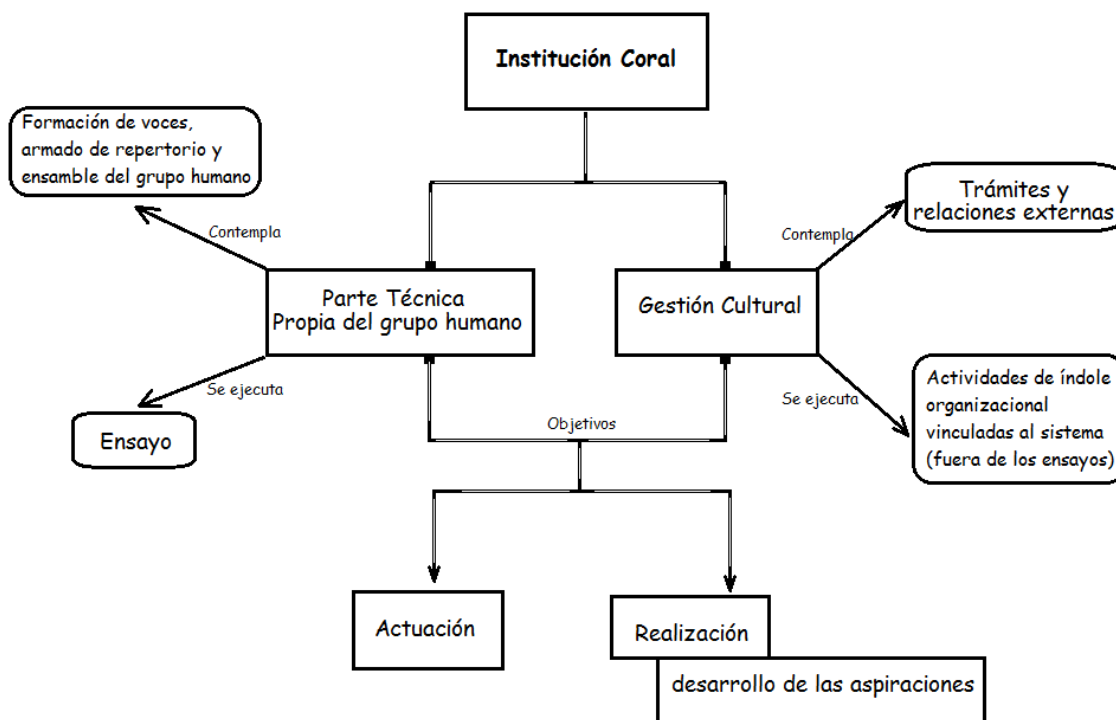 Institución Coral
Formación de voces,
armado de repertorio y
ensamble del grupo humano
Trámites y
relaciones externas
Contempla
Contempla
Parte Técnica
Propia del grupo humano
Gestión Cultural
Se ejecuta
Se ejecuta
Ensayo
Actividades de índole
organizacional
vinculadas al sistema
(fuera de los ensayos)
Objetivos
Actuación
Realización
desarrollo de las aspiraciones